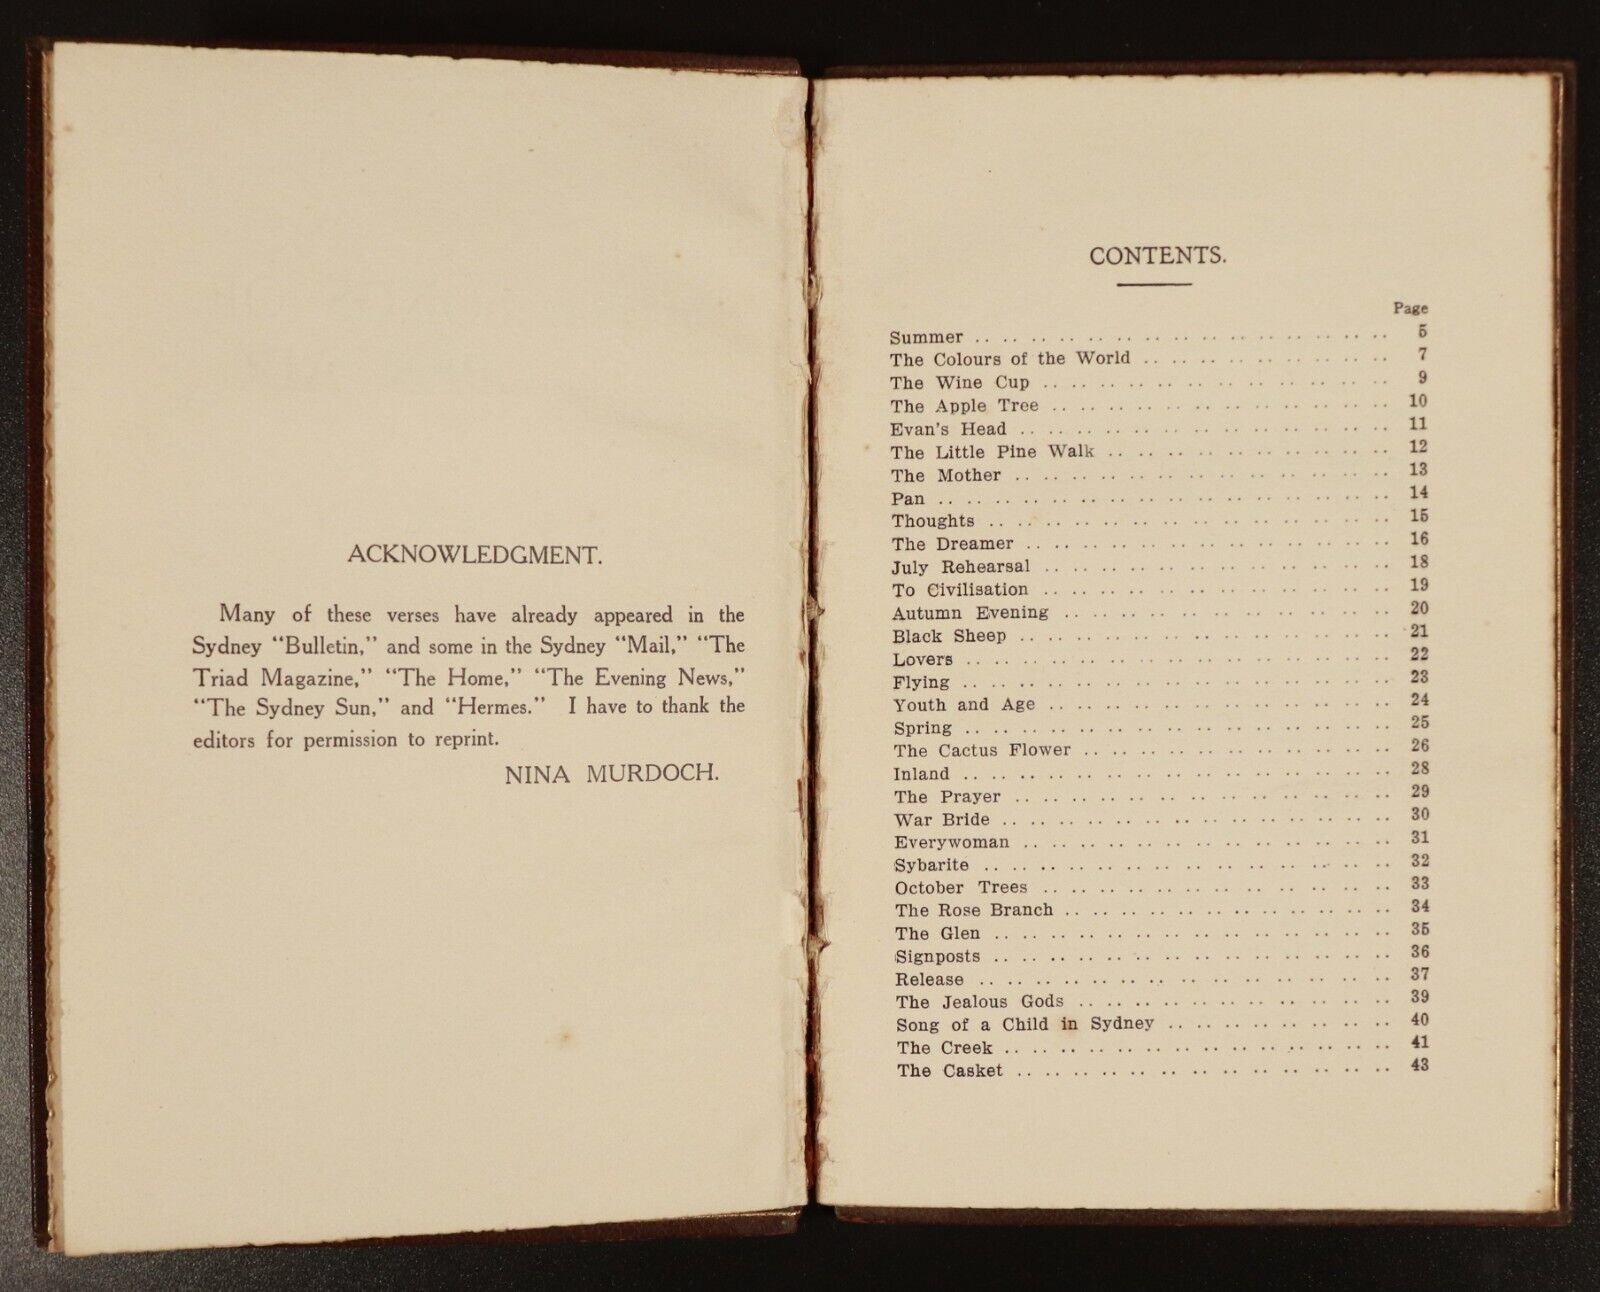 ACKNOWLEDGMENT.
Many of these verses have already appeared in the
Sydney "Bulletin," and some in the Sydney "Mail," "The
Triad Magazine," "The Home," "The Evening News,"
"The Sydney Sun," and "Hermes." I have to thank the
editors for permission to reprint.
NINA MURDOCH.
CONTENTS.
Page
Summer .. .. .. .. .. .. .. .. .. .. .. .. .. .. .. 5
The Colours of the World .. .. .. .. .. .. .. .. .. 7
The Wine Cup .. .. .. .. .. .. .. .. .. .. .. .. 9
The Apple Tree .. .. .. .. .. .. .. .. .. .. .. .. 10
Evan's Head .. .. .. .. .. .. .. .. .. .. .. .. .. 11
The Little Pine Walk .. .. .. .. .. .. .. .. .. .. 12
The Mother .. .. .. .. .. .. .. .. .. .. .. .. .. 13
Pan .. .. .. .. .. .. .. .. .. .. .. .. .. .. .. .. 14
Thoughts .. .. .. .. .. .. .. .. .. .. .. .. .. .. 15
The Dreamer .. .. .. .. .. .. .. .. .. .. .. .. .. 16
July Rehearsal .. .. .. .. .. .. .. .. .. .. .. .. 18
To Civilisation .. .. .. .. .. .. .. .. .. .. .. .. 19
Autumn Evening .. .. .. .. .. .. .. .. .. .. .. .. 20
Black Sheep .. .. .. .. .. .. .. .. .. .. .. .. .. 21
Lovers .. .. .. .. .. .. .. .. .. .. .. .. .. .. .. 22
Flying .. .. .. .. .. .. .. .. .. .. .. .. .. .. .. 23
Youth and Age .. .. .. .. .. .. .. .. .. .. .. .. 24
Spring .. .. .. .. .. .. .. .. .. .. .. .. .. .. .. 25
The Cactus Flower .. .. .. .. .. .. .. .. .. .. .. 26
Inland .. .. .. .. .. .. .. .. .. .. .. .. .. .. .. 28
The Prayer .. .. .. .. .. .. .. .. .. .. .. .. .. 29
War Bride .. .. .. .. .. .. .. .. .. .. .. .. .. .. 30
Everywoman .. .. .. .. .. .. .. .. .. .. .. .. .. 31
Sybarite .. .. .. .. .. .. .. .. .. .. .. .. .. .. 32
October Trees .. .. .. .. .. .. .. .. .. .. .. .. 33
The Rose Branch .. .. .. .. .. .. .. .. .. .. .. .. 34
The Glen .. .. .. .. .. .. .. .. .. .. .. .. .. .. 35
Signposts .. .. .. .. .. .. .. .. .. .. .. .. .. .. 36
Release .. .. .. .. .. .. .. .. .. .. .. .. .. .. .. 37
The Jealous Gods .. .. .. .. .. .. .. .. .. .. .. 39
Song of a Child in Sydney .. .. .. .. .. .. .. .. 40
The Creek .. .. .. .. .. .. .. .. .. .. .. .. .. .. 41
The Casket .. .. .. .. .. .. .. .. .. .. .. .. .. 43